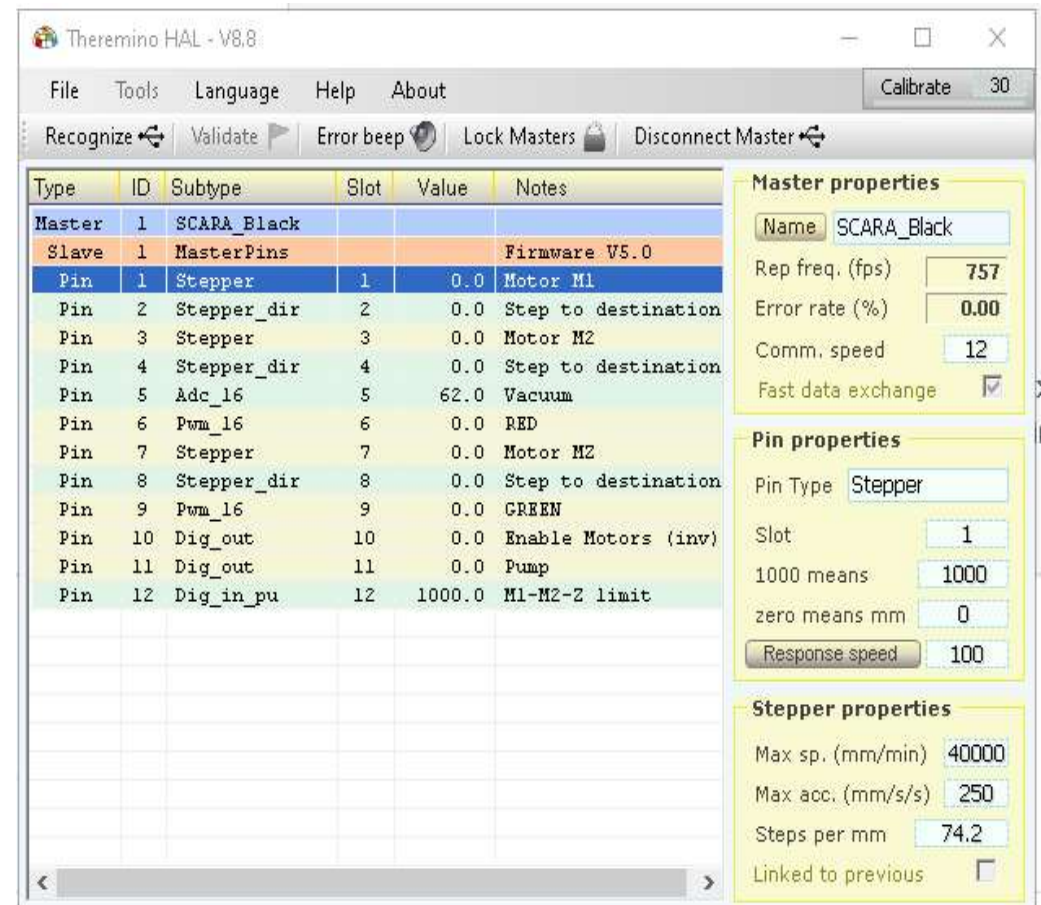 Theremino HAL - V8.8
File Tools Language Help About Calibrate 30
Recognize Validate Error beep Lock Masters Disconnect Master
Type ID Subtype Slot Value Notes
Master 1 SCARA_Black
Slave 1 MasterPins Firmware V5.0
Pin 1 Stepper 1 0.0 Motor M1
Pin 2 Stepper_dir 2 0.0 Step to destination
Pin 3 Stepper 3 0.0 Motor M2
Pin 4 Stepper_dir 4 0.0 Step to destination
Pin 5 Adc_16 5 62.0 Vacuum
Pin 6 Pwm_16 6 0.0 RED
Pin 7 Stepper 7 0.0 Motor MZ
Pin 8 Stepper_dir 8 0.0 Step to destination
Pin 9 Pwm_16 9 0.0 GREEN
Pin 10 Dig_out 10 0.0 Enable Motors (inv)
Pin 11 Dig_out 11 0.0 Pump
Pin 12 Dig_in_pu 12 1000.0 M1-M2-Z limit
Master properties
Name SCARA_Black
Rep freq. (fps) 757
Error rate (%) 0.00
Comm. speed 12
Fast data exchange
Pin properties
Pin Type Stepper
Slot 1
1000 means 1000
zero means mm 0
Response speed 100
Stepper properties
Max sp. (mm/min) 40000
Max acc. (mm/s/s) 250
Steps per mm 74.2
Linked to previous